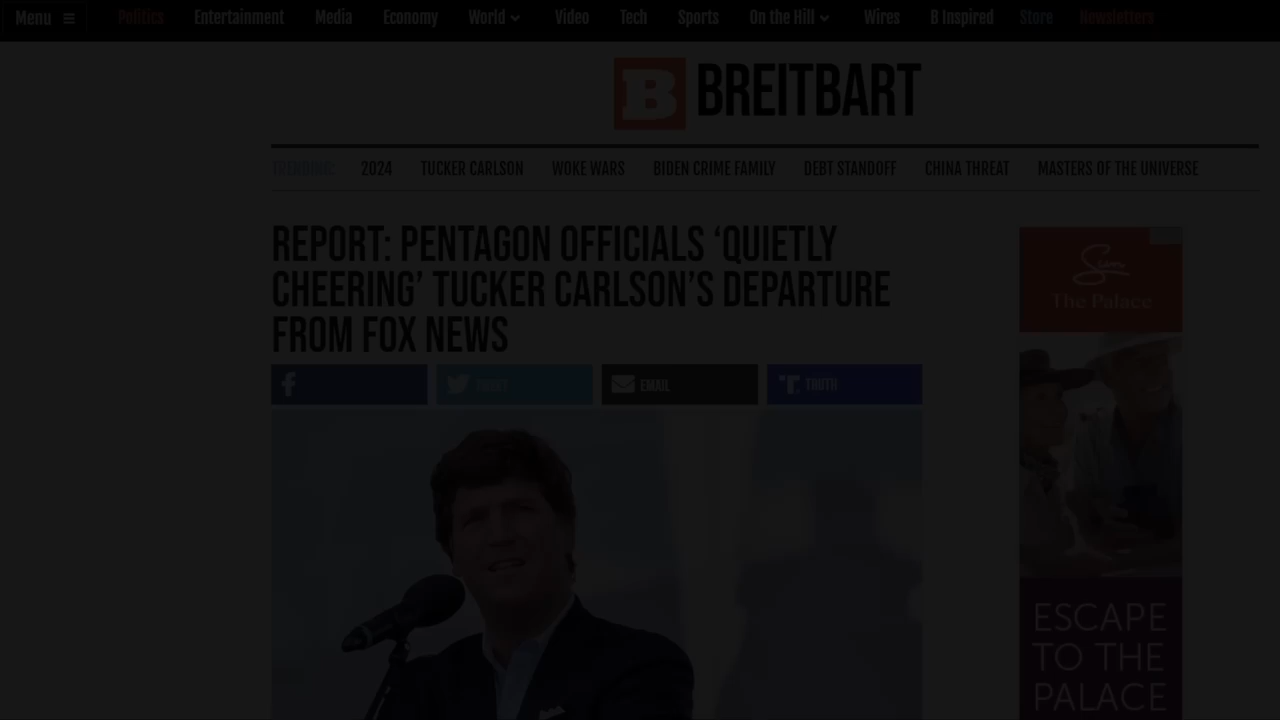 Menu
Politics Entertainment Media Economy World Video Tech Sports On the Hill Wires B Inspired Store Newsletters
B BREITBART
TRENDING: 2024 TUCKER CARLSON WOKE WARS BIDEN CRIME FAMILY DEBT STANDOFF CHINA THREAT MASTERS OF THE UNIVERSE
REPORT: PENTAGON OFFICIALS ‘QUIETLY
CHEERING’ TUCKER CARLSON’S DEPARTURE
FROM FOX NEWS
TWEET EMAIL TRUTH
Sun
The Palace
ESCAPE
TO THE
PALACE